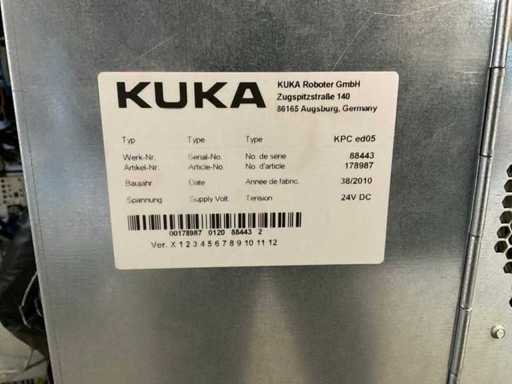 KUKA
KUKA Roboter GmbH
Zugspitzstraße 140
86165 Augsburg, Germany
Typ Type Type KPC ed05
Werk-Nr. Serial-No. No. de serie 88443
Artikel-Nr. Article-No. No. d'article 178987
Baujahr Date Année de fabric. 38/2010
Spannung Supply Volt. Tension 24V DC
00178987 0120 88443 2
Ver. X 1 2 3 4 5 6 7 8 9 10 11 12